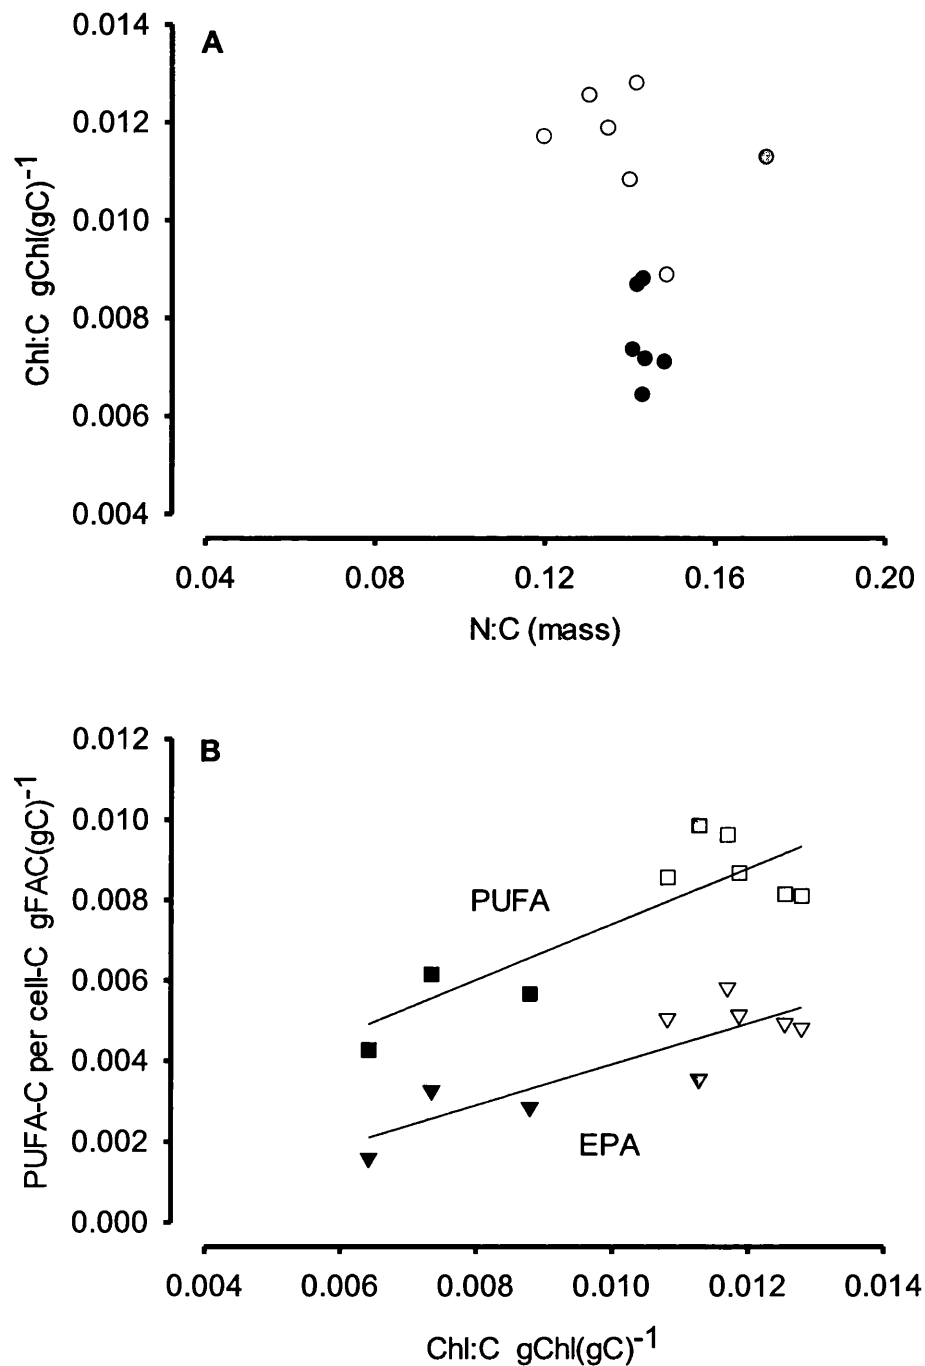 A
0.014
0.012
0.010
0.008
0.006
0.004
Chl:C gChl(gC)-1
0.04 0.08 0.12 0.16 0.20
N:C (mass)
B
0.012
0.010
0.008
0.006
0.004
0.002
0.000
PUFA-C per cell-C gFAC(gC)-1
PUFA
EPA
0.004 0.006 0.008 0.010 0.012 0.014
Chl:C gChl(gC)-1